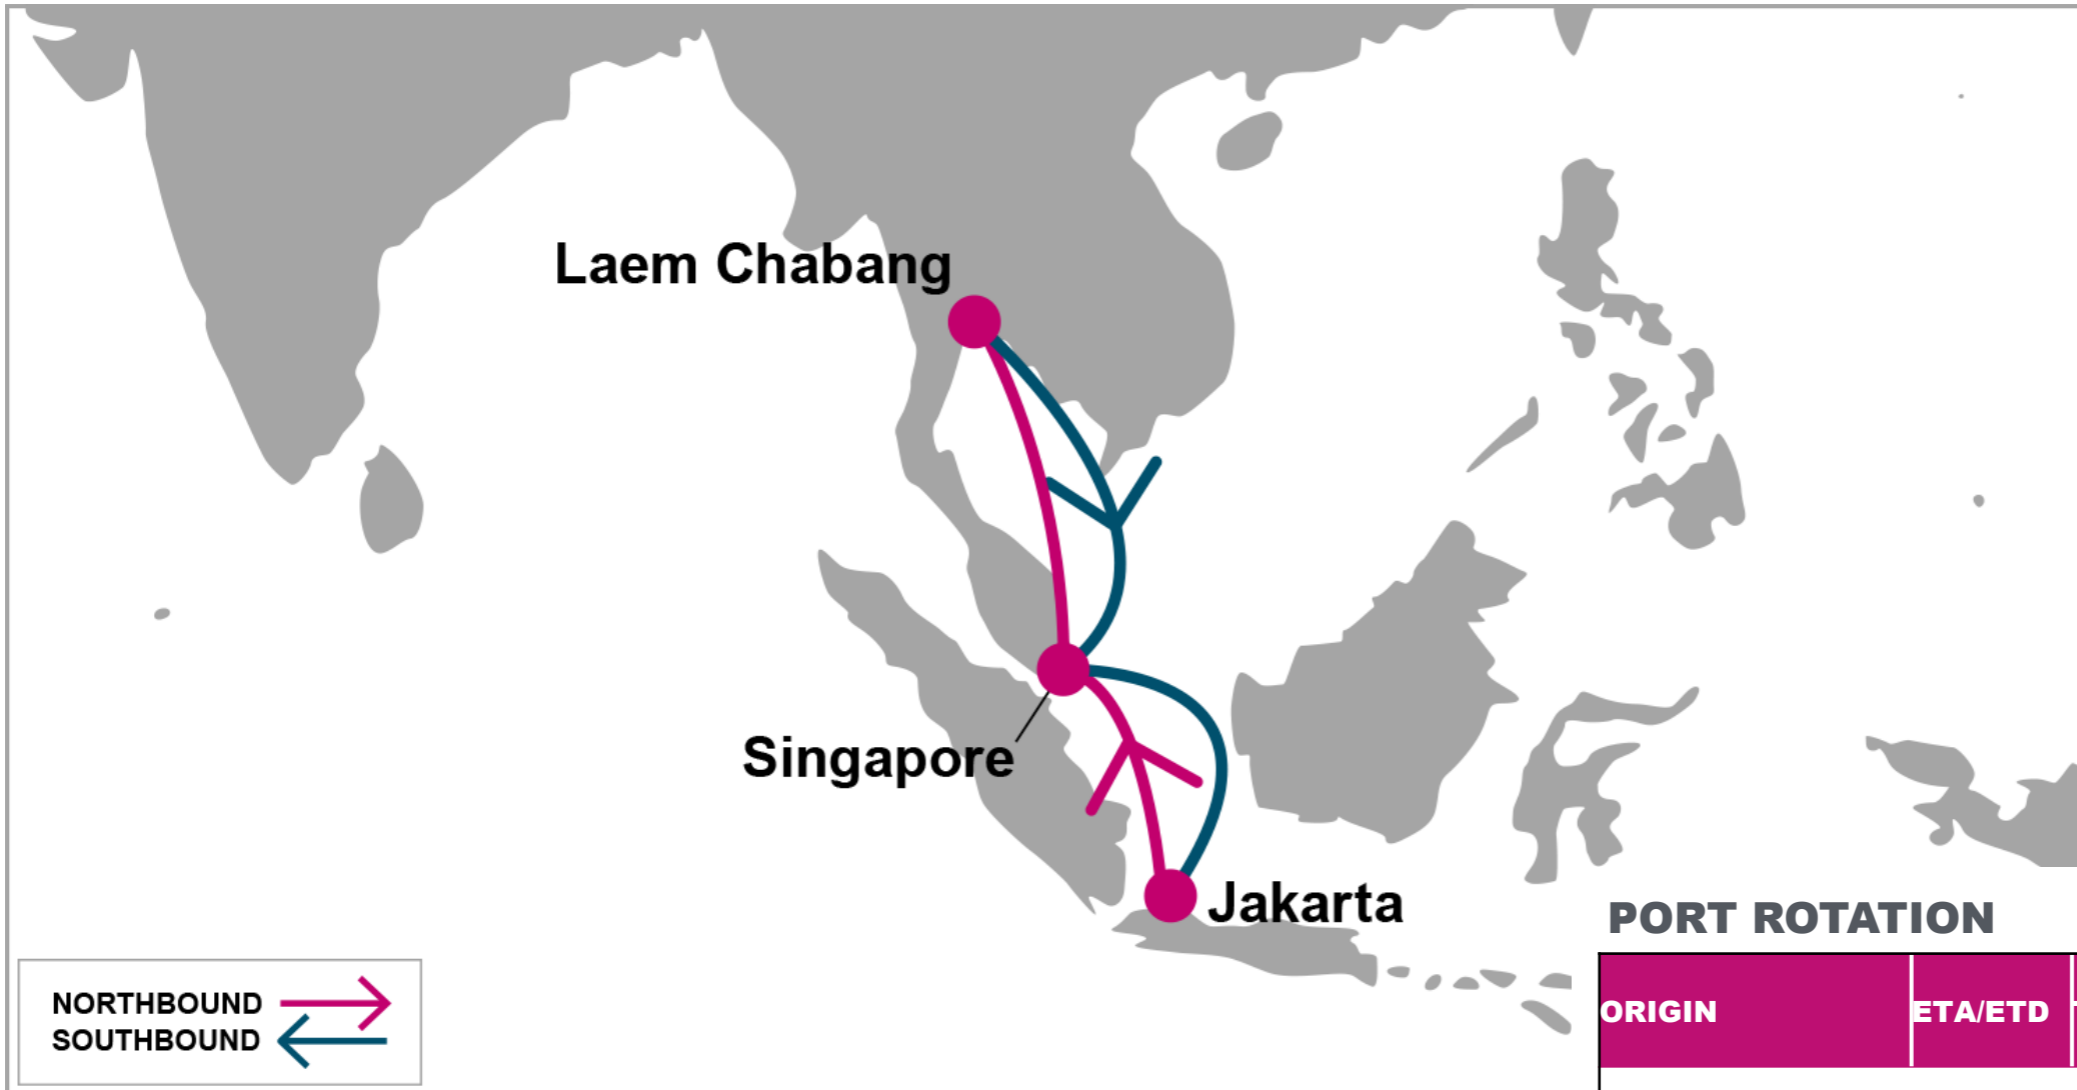 Laem Chabang
Singapore
Jakarta
PORT ROTATION
ORIGIN ETA/ETD
NORTHBOUND
SOUTHBOUND